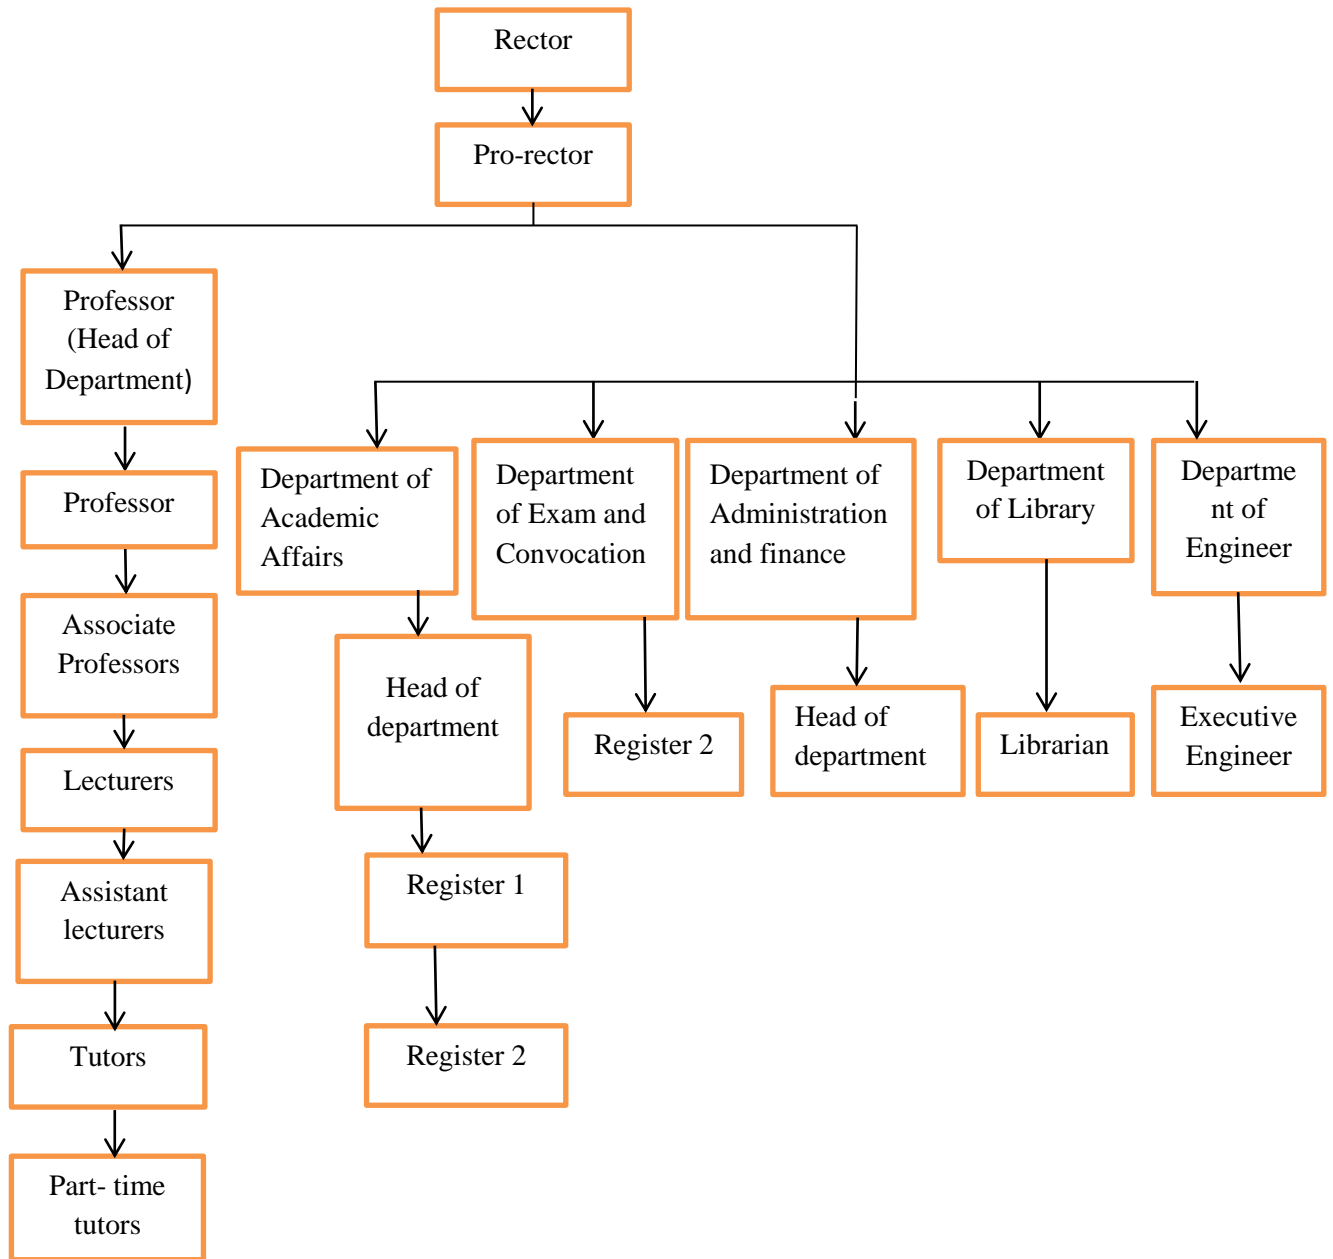 Rector
Pro-rector
Professor
(Head of
Department)
Professor
Associate
Professors
Lecturers
Assistant
lecturers
Tutors
Part- time
tutors
Department of
Academic
Affairs
Head of
department
Register 1
Register 2
Department
of Exam and
Convocation
Register 2
Department of
Administration
and finance
Head of
department
Department
of Library
Librarian
Departme
nt of
Engineer
Executive
Engineer